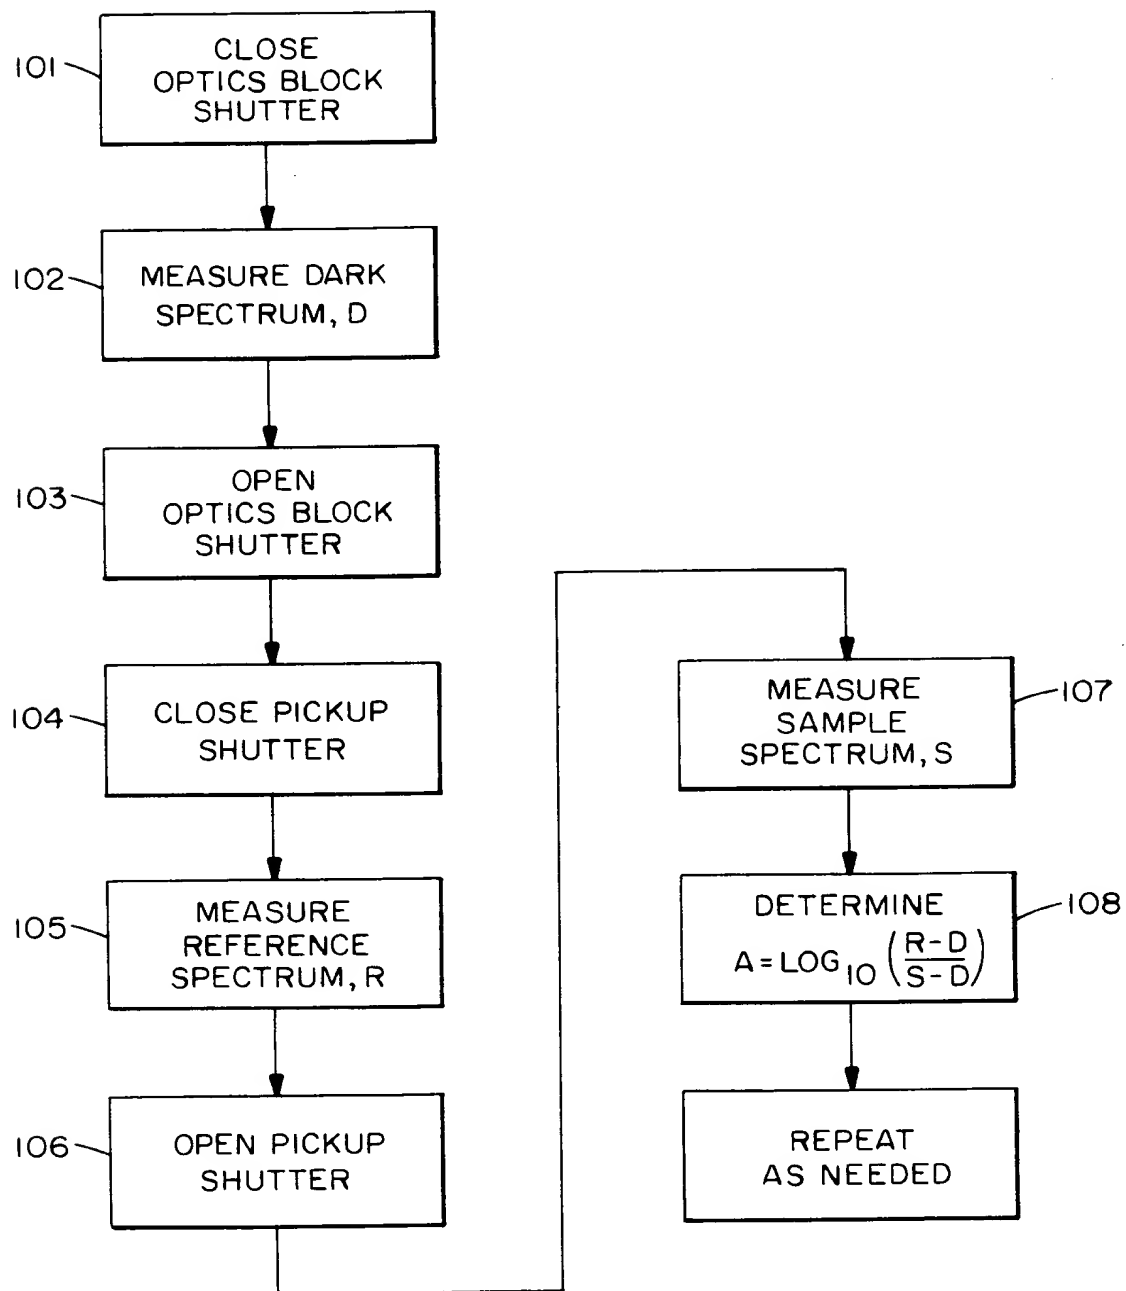 101
CLOSE
OPTICS BLOCK
SHUTTER
102
MEASURE DARK
SPECTRUM, D
103
OPEN
OPTICS BLOCK
SHUTTER
104
CLOSE PICKUP
SHUTTER
105
MEASURE
REFERENCE
SPECTRUM, R
106
OPEN PICKUP
SHUTTER
MEASURE
SAMPLE
SPECTRUM, S
107
DETERMINE
A = LOG10 (R-D / S-D)
108
REPEAT
AS NEEDED